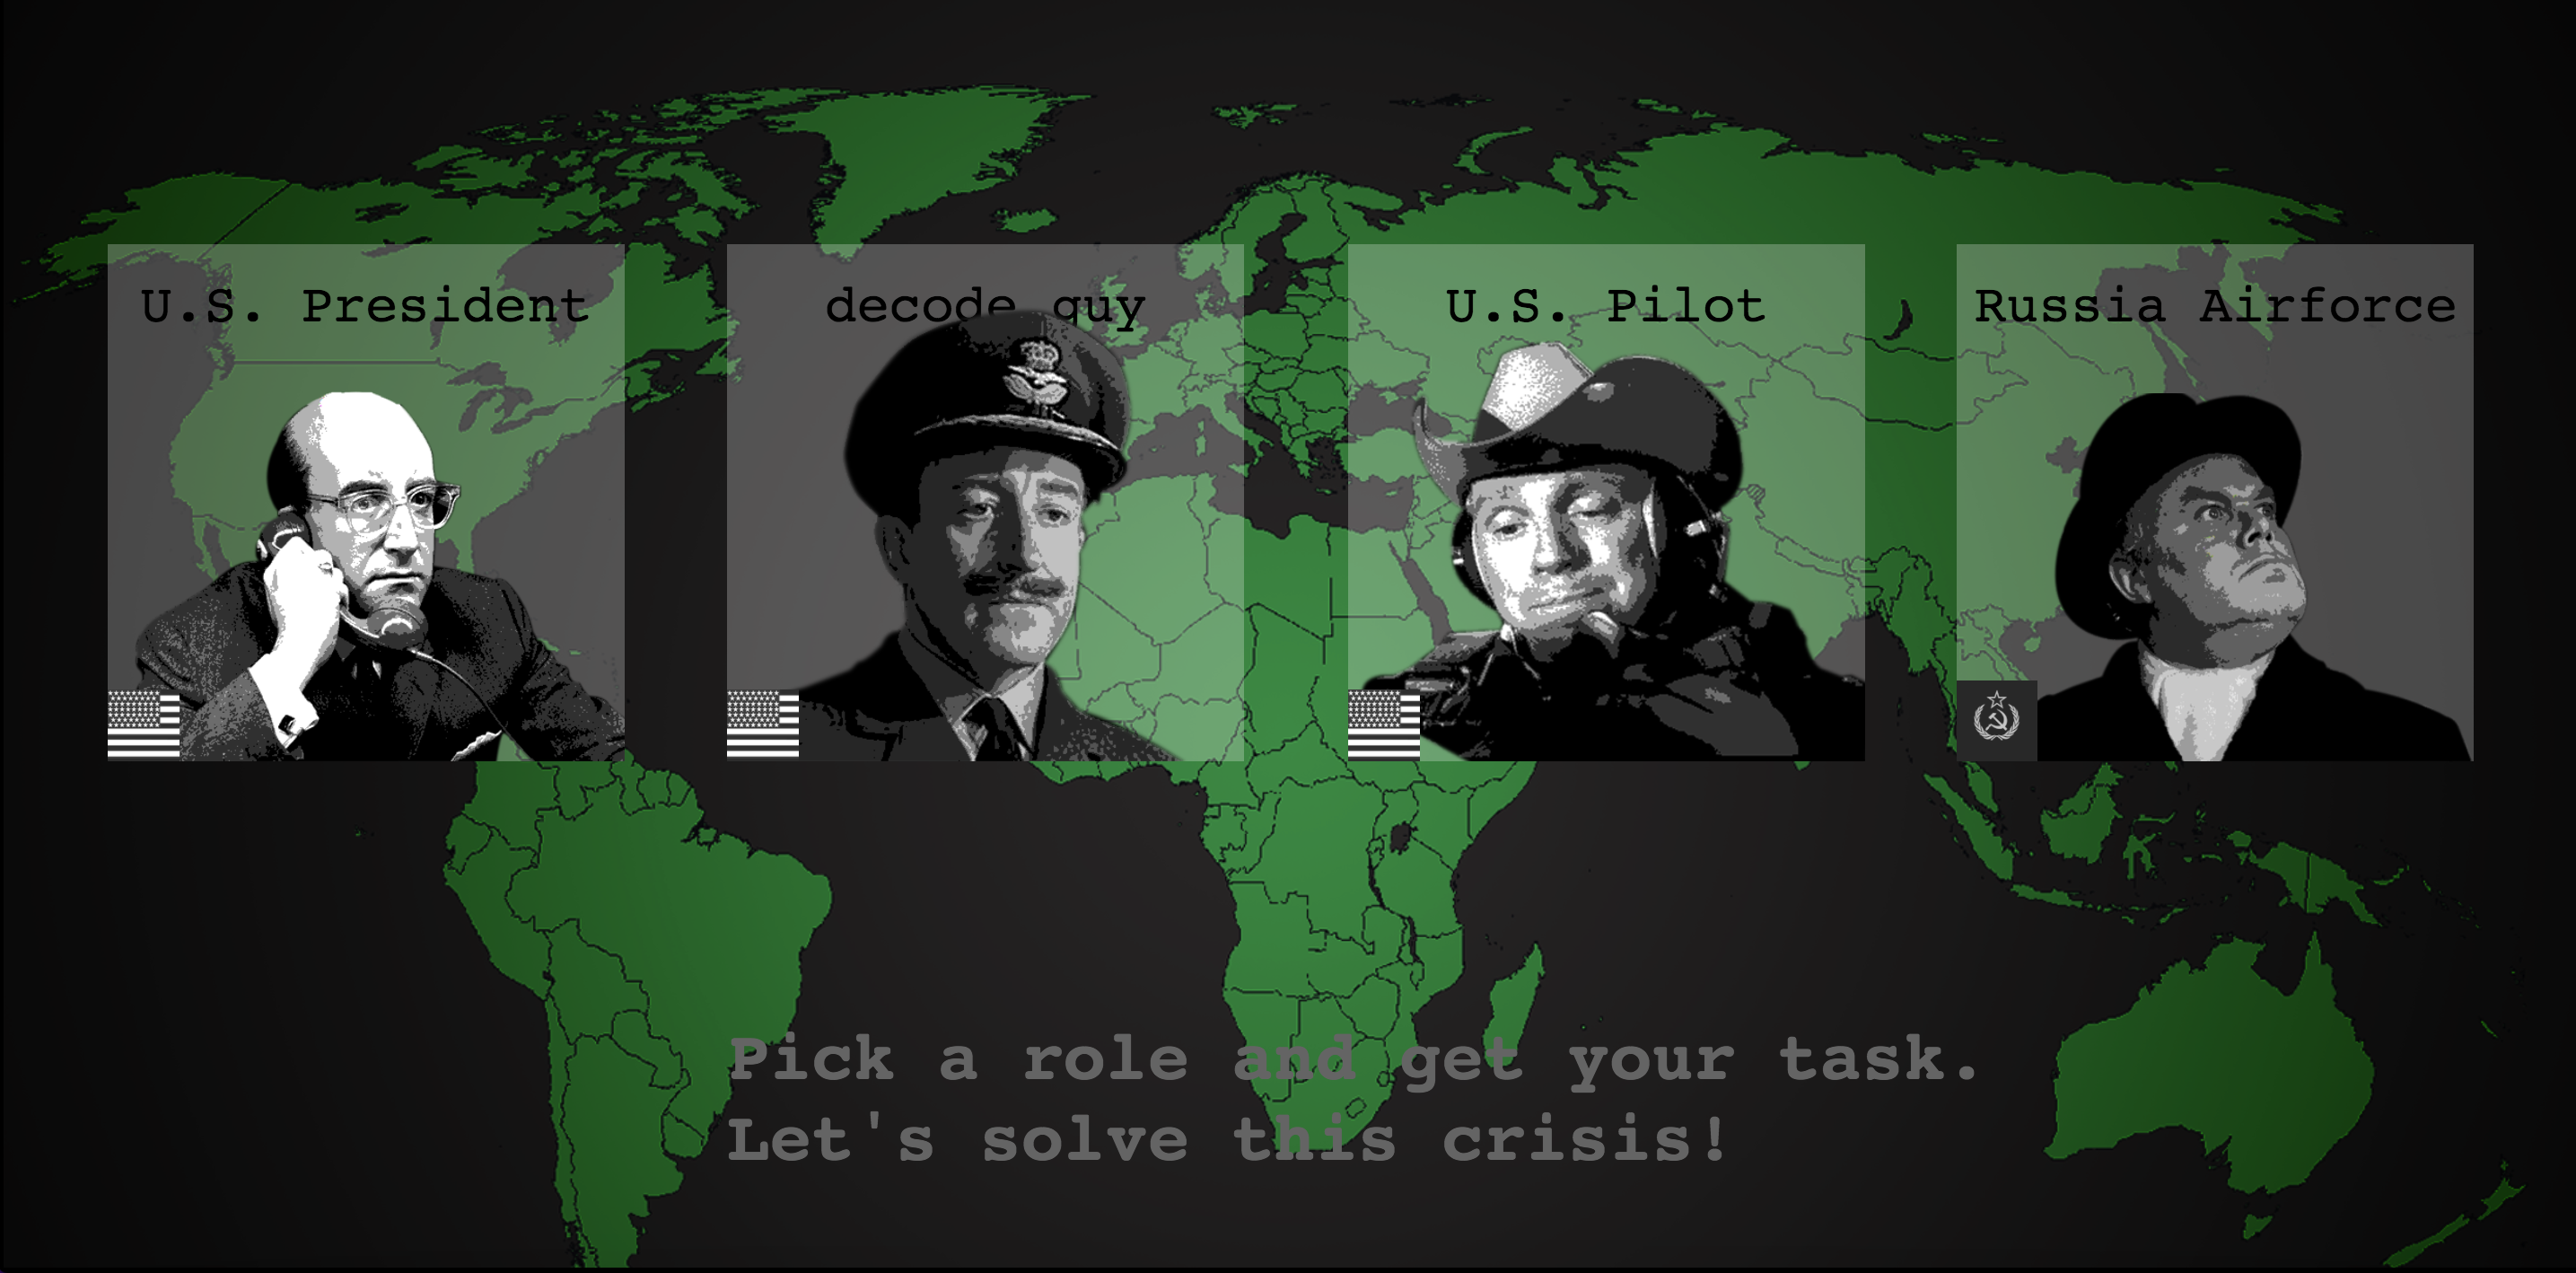 U.S. President
decode guy
U.S. Pilot
Russia Airforce
Pick a role and get your task.
Let's solve this crisis!